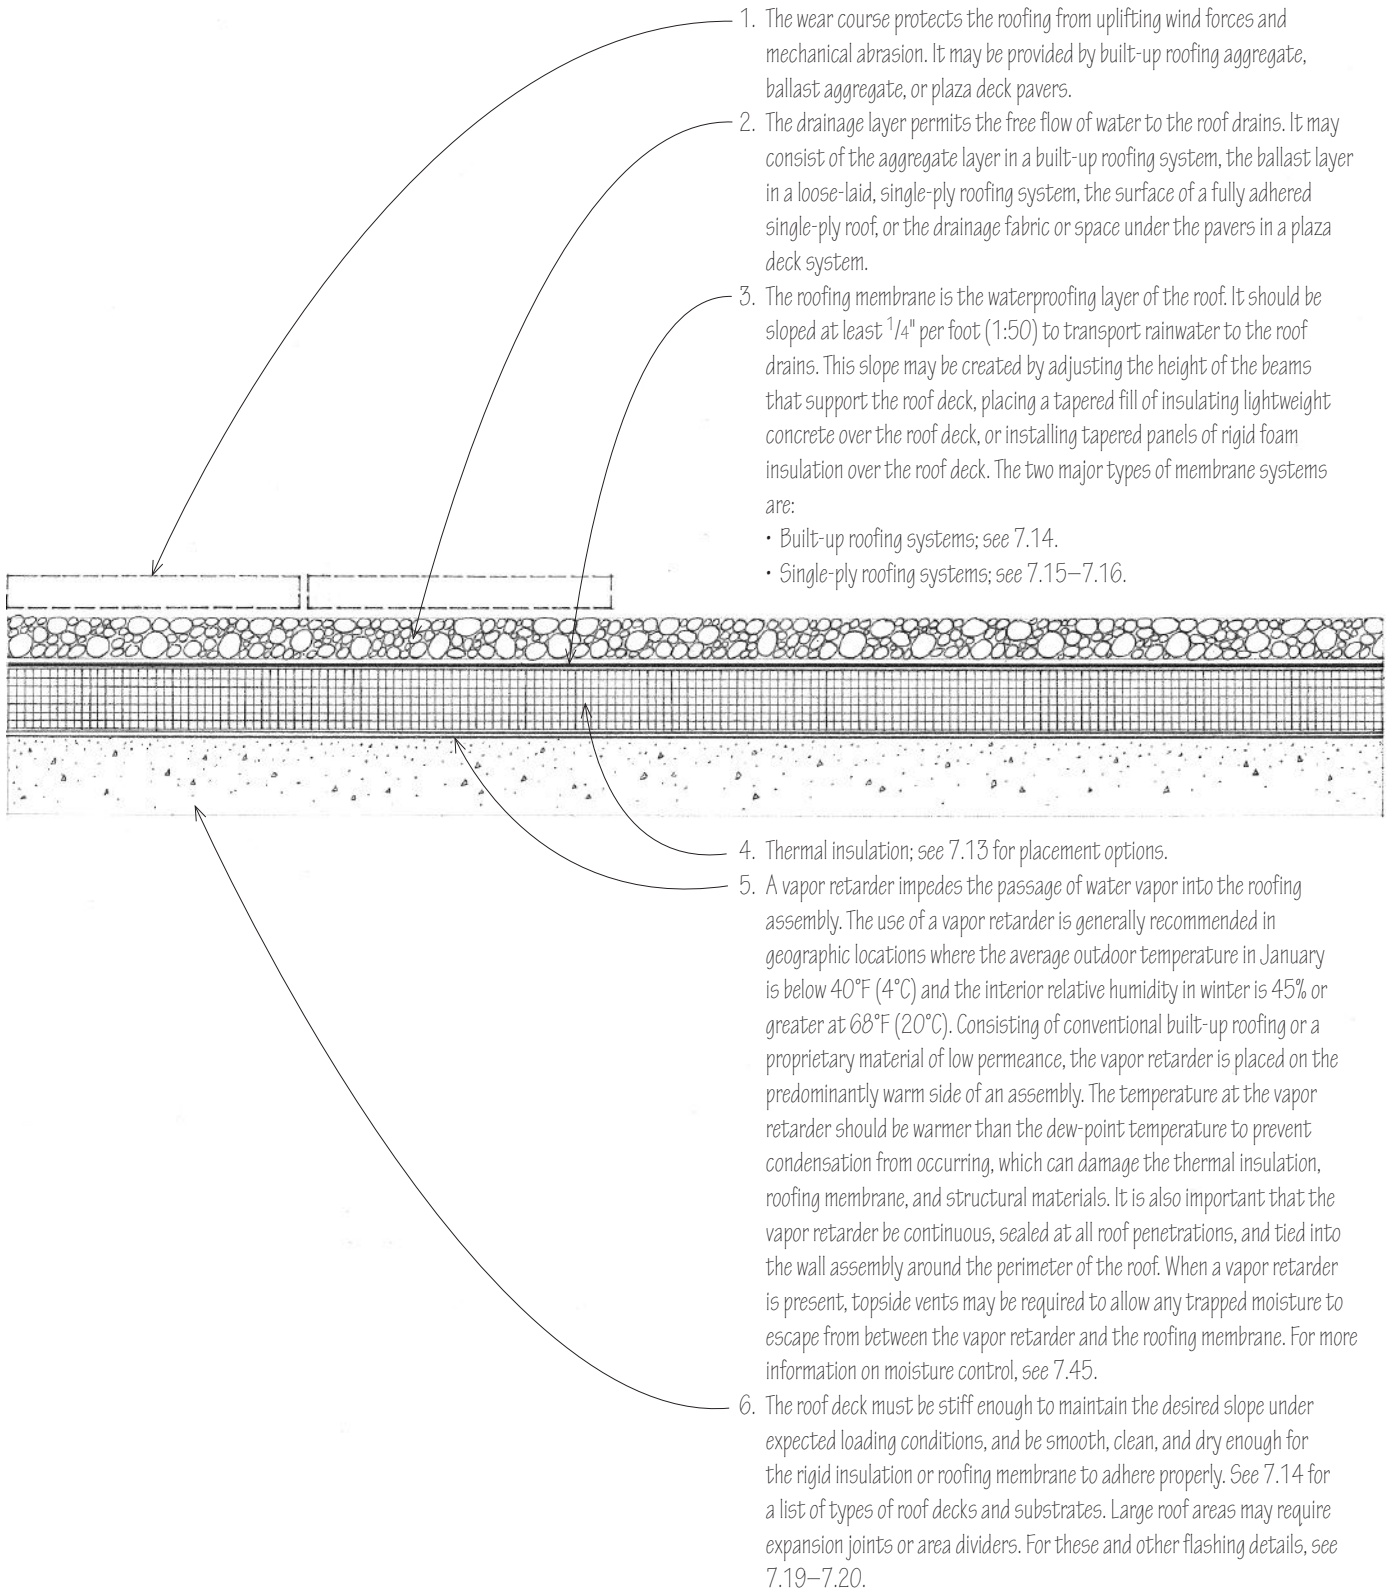 1. The wear course protects the roofing from uplifting wind forces and
mechanical abrasion. It may be provided by built-up roofing aggregate,
ballast aggregate, or plaza deck pavers.
2. The drainage layer permits the free flow of water to the roof drains. It may
consist of the aggregate layer in a built-up roofing system, the ballast layer
in a loose-laid, single-ply roofing system, the surface of a fully adhered
single-ply roof, or the drainage fabric or space under the pavers in a plaza
deck system.
3. The roofing membrane is the waterproofing layer of the roof. It should be
sloped at least 1/4" per foot (1:50) to transport rainwater to the roof
drains. This slope may be created by adjusting the height of the beams
that support the roof deck, placing a tapered fill of insulating lightweight
concrete over the roof deck, or installing tapered panels of rigid foam
insulation over the roof deck. The two major types of membrane systems
are:
• Built-up roofing systems; see 7.14.
• Single-ply roofing systems; see 7.15–7.16.
4. Thermal insulation; see 7.13 for placement options.
5. A vapor retarder impedes the passage of water vapor into the roofing
assembly. The use of a vapor retarder is generally recommended in
geographic locations where the average outdoor temperature in January
is below 40°F (4°C) and the interior relative humidity in winter is 45% or
greater at 68°F (20°C). Consisting of conventional built-up roofing or a
proprietary material of low permeance, the vapor retarder is placed on the
predominantly warm side of an assembly. The temperature at the vapor
retarder should be warmer than the dew-point temperature to prevent
condensation from occurring, which can damage the thermal insulation,
roofing membrane, and structural materials. It is also important that the
vapor retarder be continuous, sealed at all roof penetrations, and tied into
the wall assembly around the perimeter of the roof. When a vapor retarder
is present, topside vents may be required to allow any trapped moisture to
escape from between the vapor retarder and the roofing membrane. For more
information on moisture control, see 7.45.
6. The roof deck must be stiff enough to maintain the desired slope under
expected loading conditions, and be smooth, clean, and dry enough for
the rigid insulation or roofing membrane to adhere properly. See 7.14 for
a list of types of roof decks and substrates. Large roof areas may require
expansion joints or area dividers. For these and other flashing details, see
7.19–7.20.